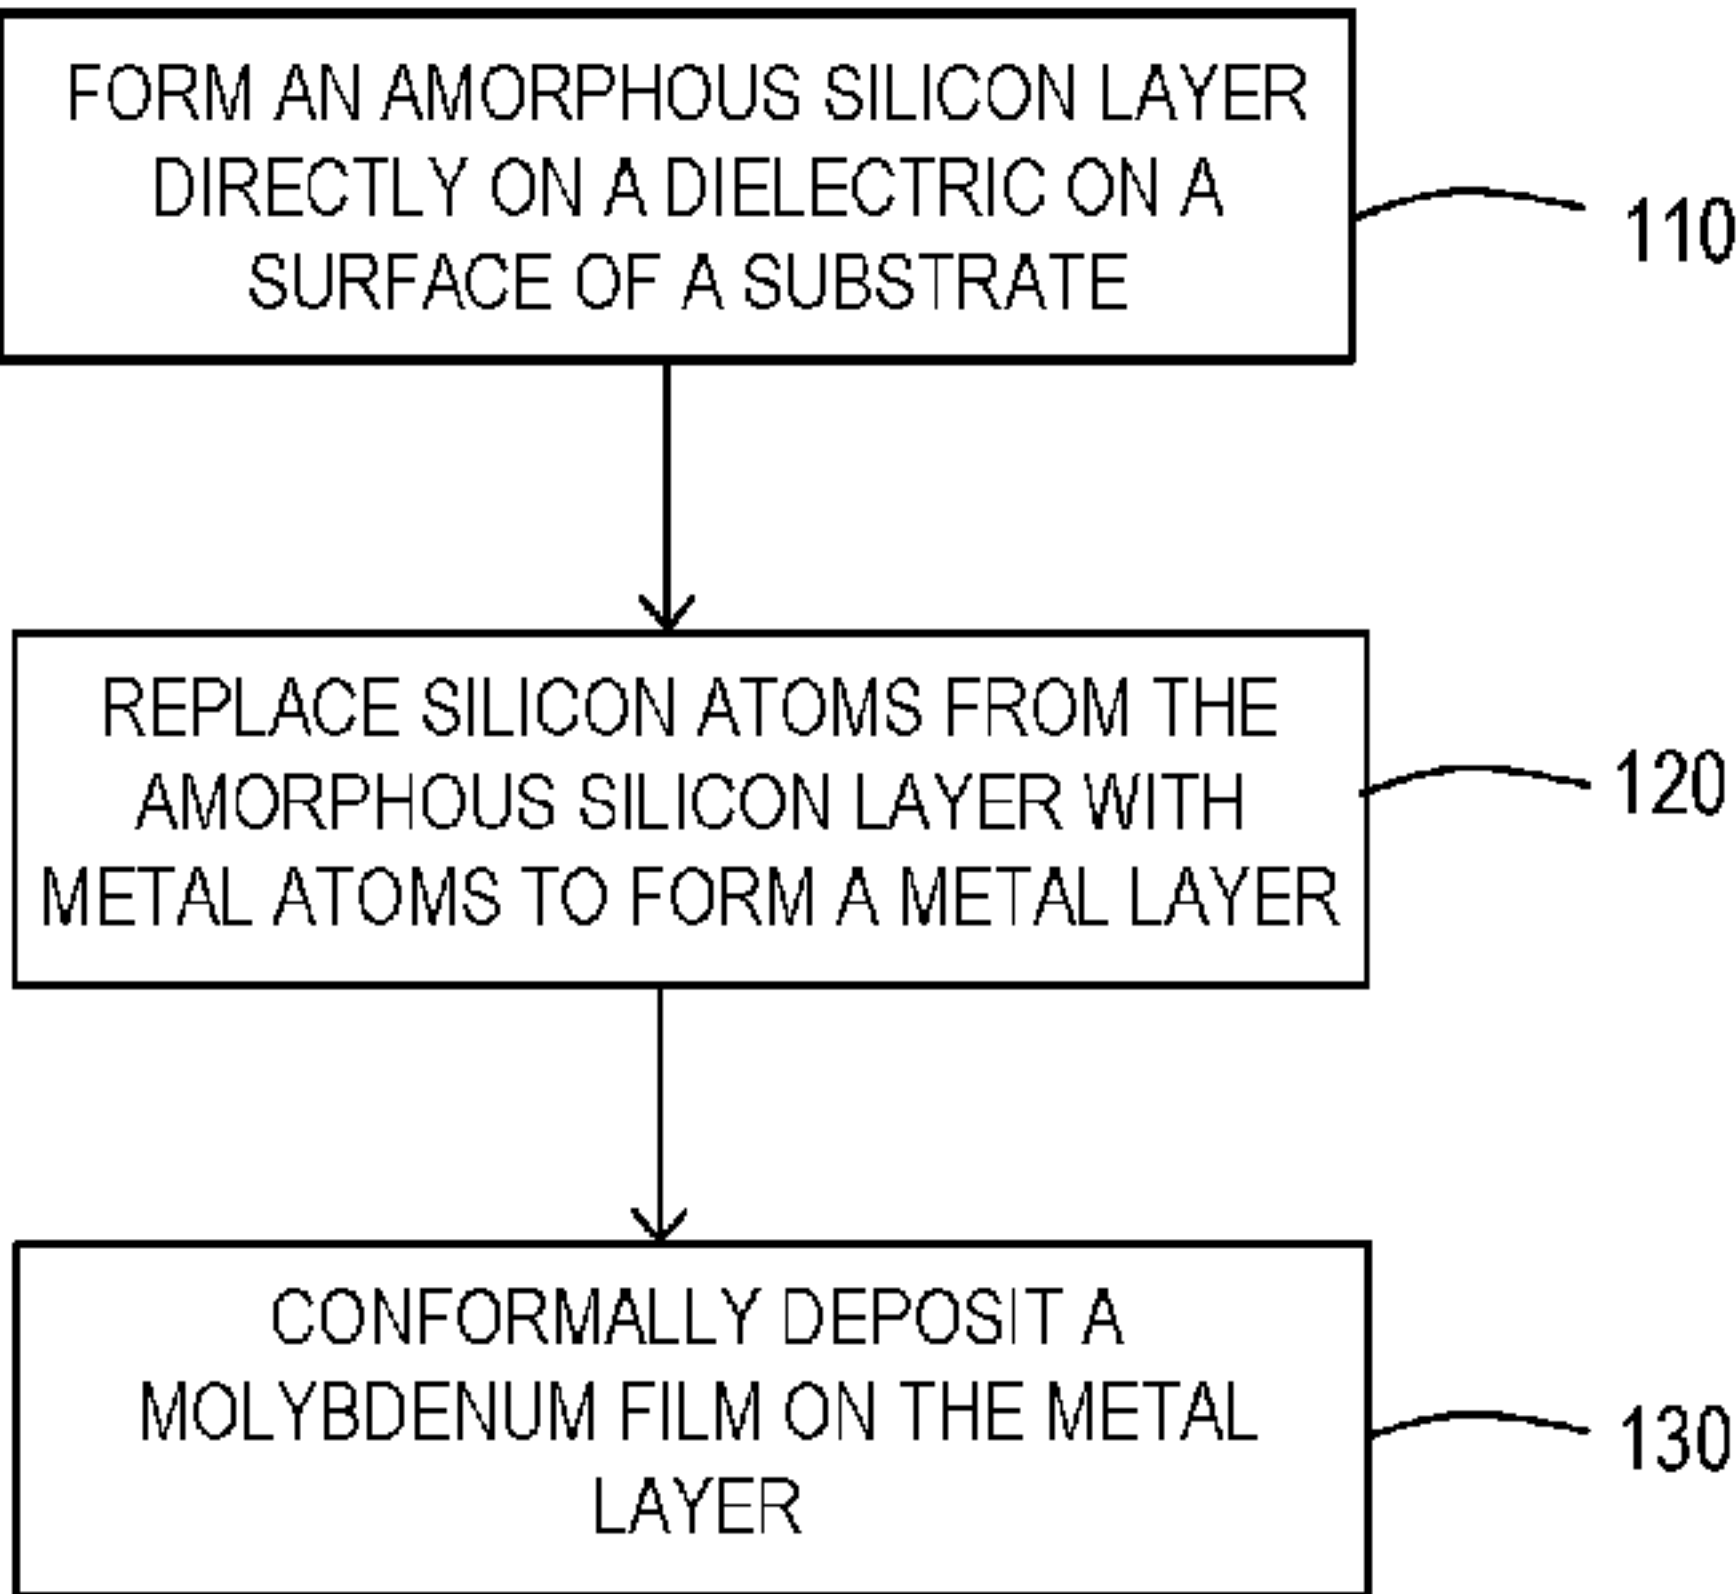 FORM AN AMORPHOUS SILICON LAYER
DIRECTLY ON A DIELECTRIC ON A
SURFACE OF A SUBSTRATE
110
REPLACE SILICON ATOMS FROM THE
AMORPHOUS SILICON LAYER WITH
METAL ATOMS TO FORM A METAL LAYER
120
CONFORMALLY DEPOSIT A
MOLYBDENUM FILM ON THE METAL
LAYER
130